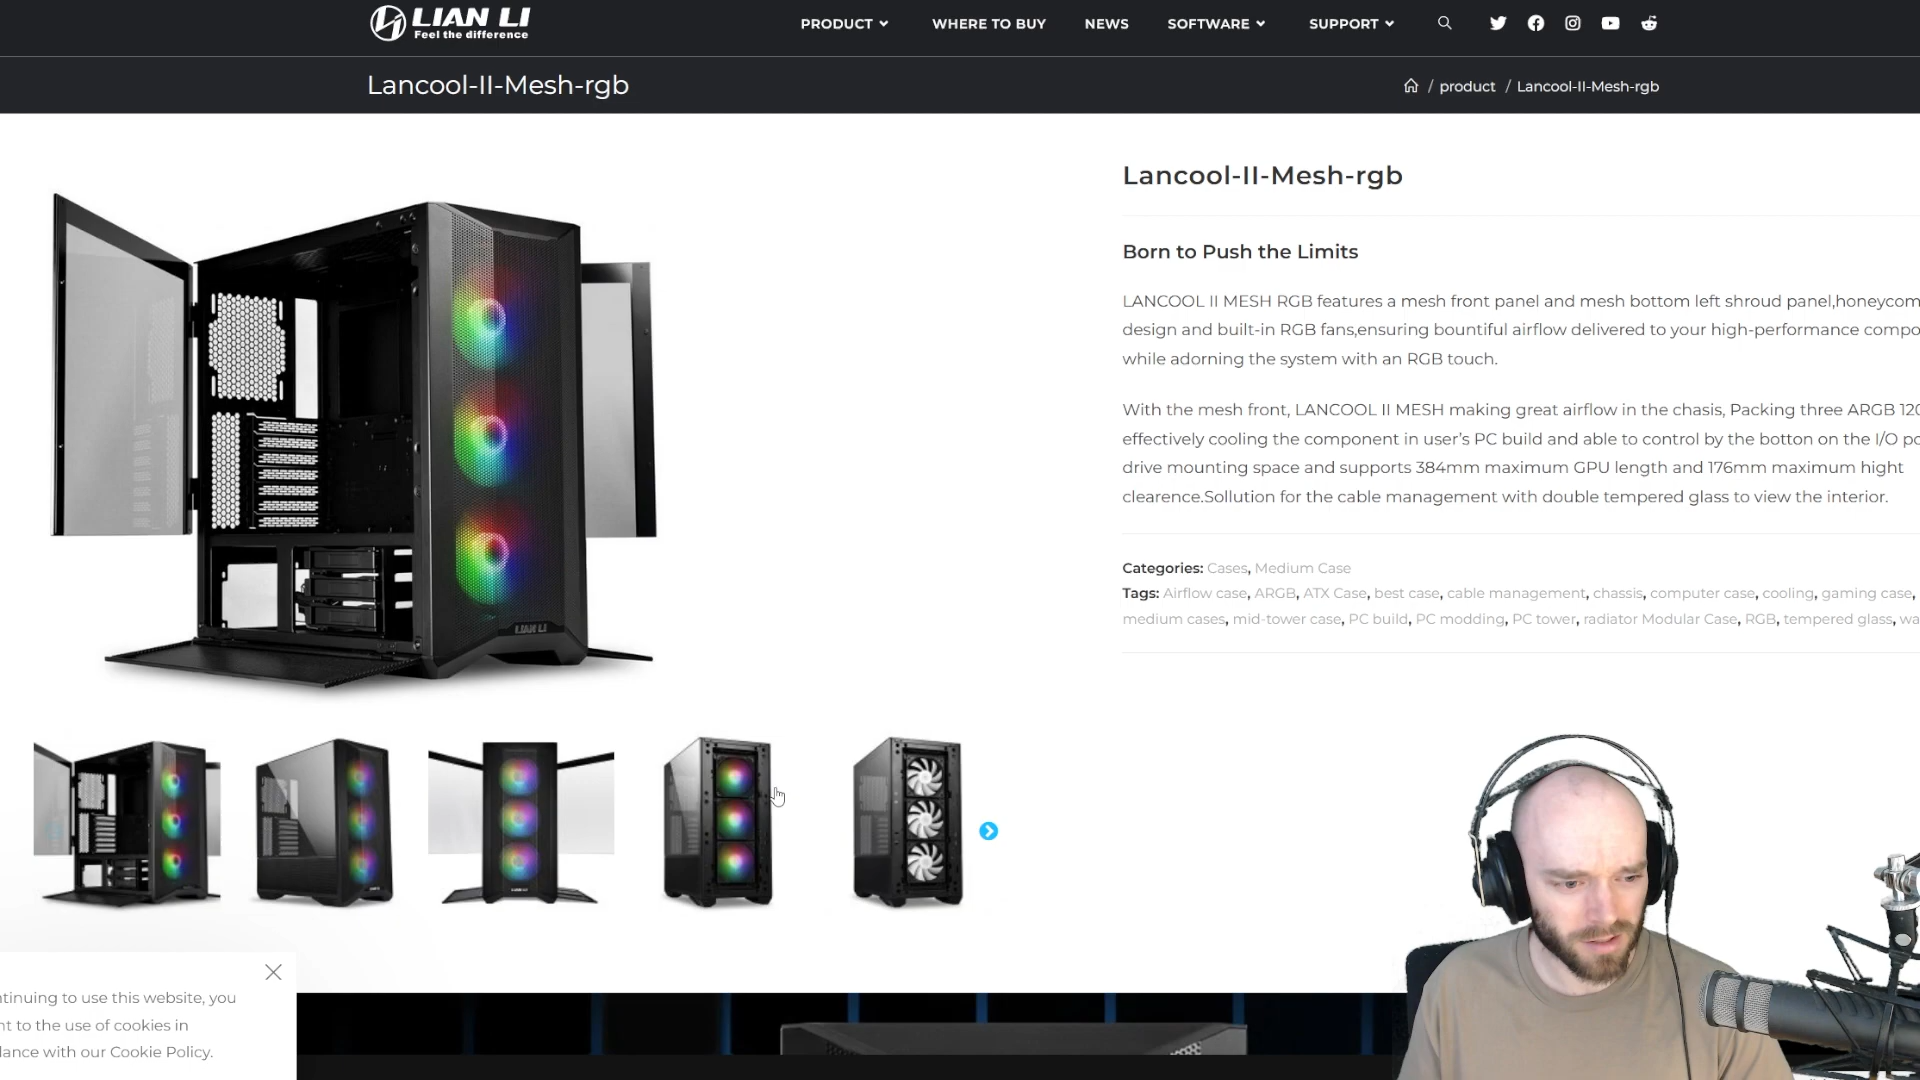 LIAN LI
Feel the difference
PRODUCT
WHERE TO BUY
NEWS
SOFTWARE
SUPPORT
Lancool-II-Mesh-rgb
/ product / Lancool-II-Mesh-rgb
Lancool-II-Mesh-rgb
Born to Push the Limits
LANCOOL II MESH RGB features a mesh front panel and mesh bottom left shroud panel,honeycom
design and built-in RGB fans,ensuring bountiful airflow delivered to your high-performance compo
while adorning the system with an RGB touch.
With the mesh front, LANCOOL II MESH making great airflow in the chasis, Packing three ARGB 120
effectively cooling the component in user's PC build and able to control by the botton on the I/O po
drive mounting space and supports 384mm maximum GPU length and 176mm maximum hight
clearence.Sollution for the cable management with double tempered glass to view the interior.
Categories: Cases, Medium Case
Tags: Airflow case, ARGB, ATX Case, best case, cable management, chassis, computer case, cooling, gaming case,
medium cases, mid-tower case, PC build, PC modding, PC tower, radiator Modular Case, RGB, tempered glass, wa
LIAN LI
ntinuing to use this website, you
nt to the use of cookies in
dance with our Cookie Policy.